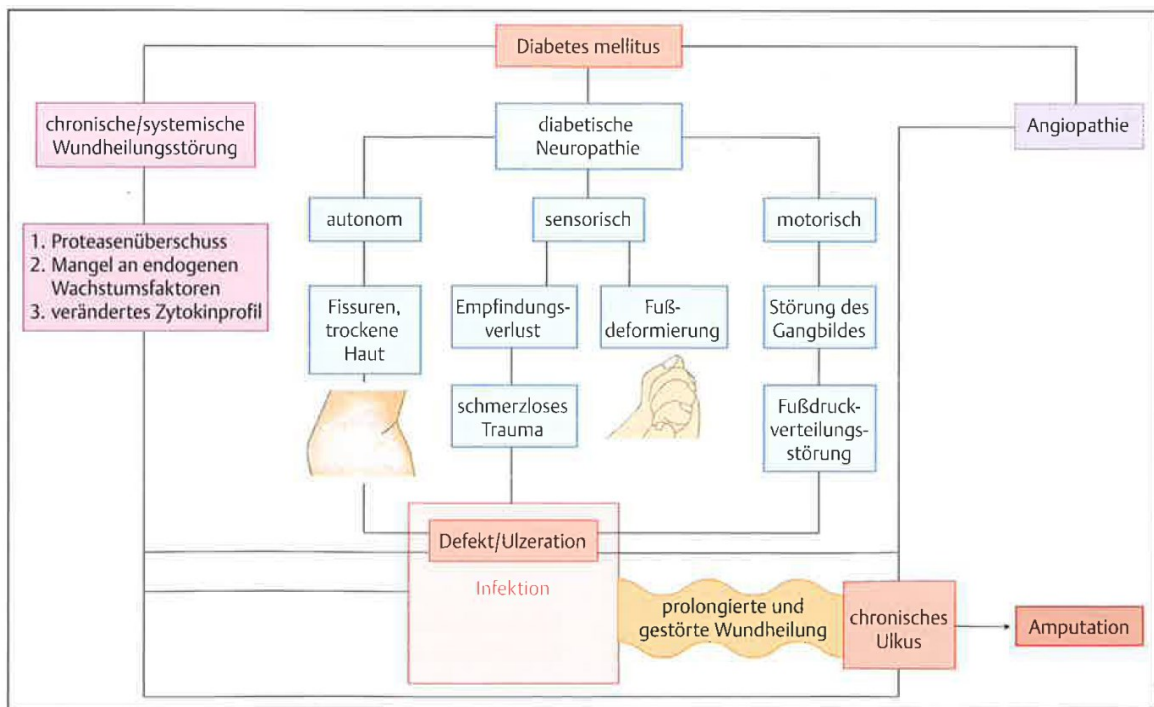 Diabetes mellitus
chronische/systemische
Wundheilungsstörung
diabetische
Neuropathie
Angiopathie
autonom
sensorisch
motorisch
1. Proteasenüberschuss
2. Mangel an endogenen
Wachstumsfaktoren
3. verändertes Zytokinprofil
Fissuren,
trockene
Haut
Empfindungs-
verlust
Fuß-
deformierung
Störung des
Gangbildes
schmerzloses
Trauma
Fußdruck-
verteilungs-
störung
Defekt/Ulzeration
Infektion
prolongierte und
gestörte Wundheilung
chronisches
Ulkus
Amputation